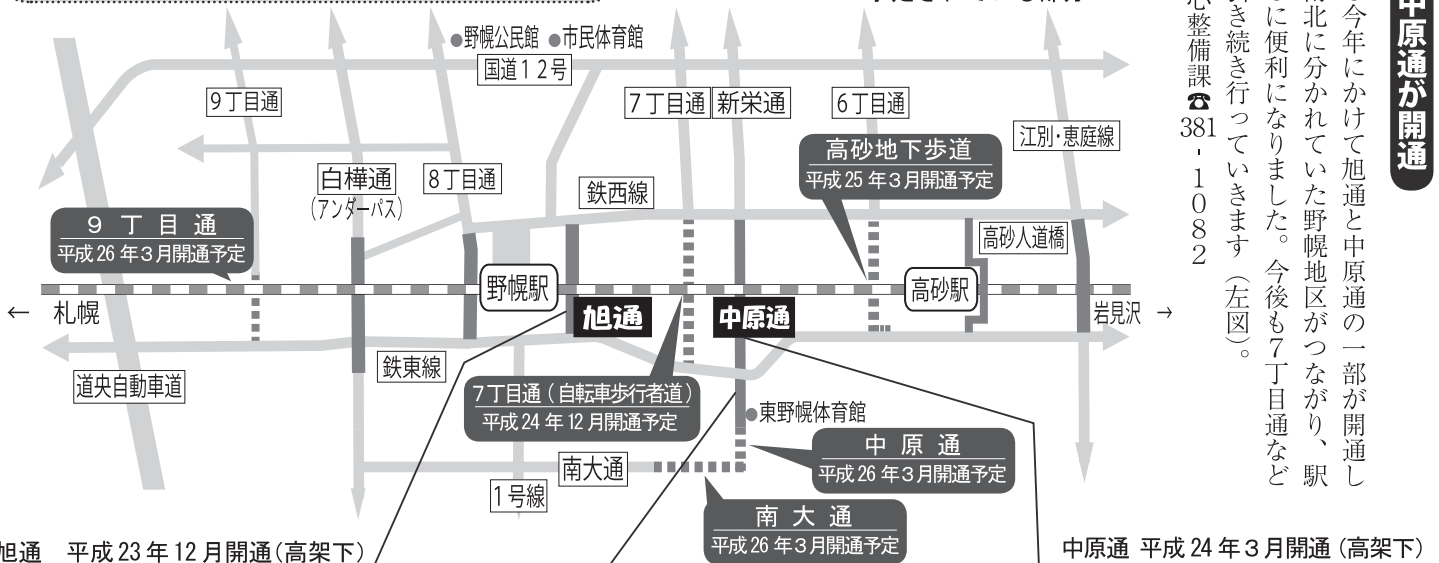 中原通が開通
今年にかけて旭通と中原通の一部が開通し
南北に分かれていた野幌地区がつながり、駅
に便利になりました。今後も７丁目通など
き続き行っていきます（左図）。
整備課☎381-1082
●野幌公民館 ●市民体育館
国道１２号
９丁目通
７丁目通
新栄通
６丁目通
江別・恵庭線
高砂地下歩道
平成25年３月開通予定
白樺通
(アンダーパス)
８丁目通
鉄西線
高砂人道橋
９丁目通
平成26年３月開通予定
野幌駅
高砂駅
← 札幌
旭通
中原通
岩見沢 →
道央自動車道
鉄東線
７丁目通（自転車歩行者道）
平成24年12月開通予定
●東野幌体育館
中原通
平成26年３月開通予定
南大通
１号線
南大通
平成26年３月開通予定
旭通 平成23年12月開通(高架下)
中原通 平成24年３月開通(高架下)